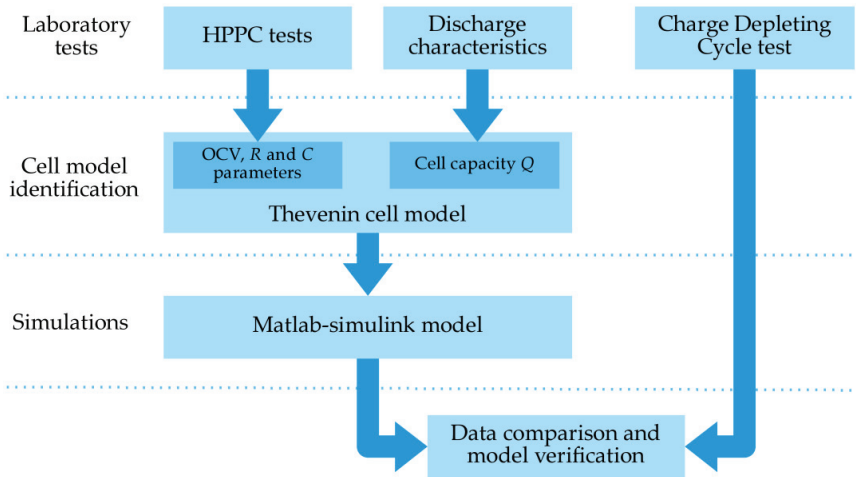 Laboratory
tests
HPPC tests
Discharge
characteristics
Charge Depleting
Cycle test
Cell model
identification
OCV, R and C
parameters
Cell capacity Q
Thevenin cell model
Simulations
Matlab-simulink model
Data comparison and
model verification